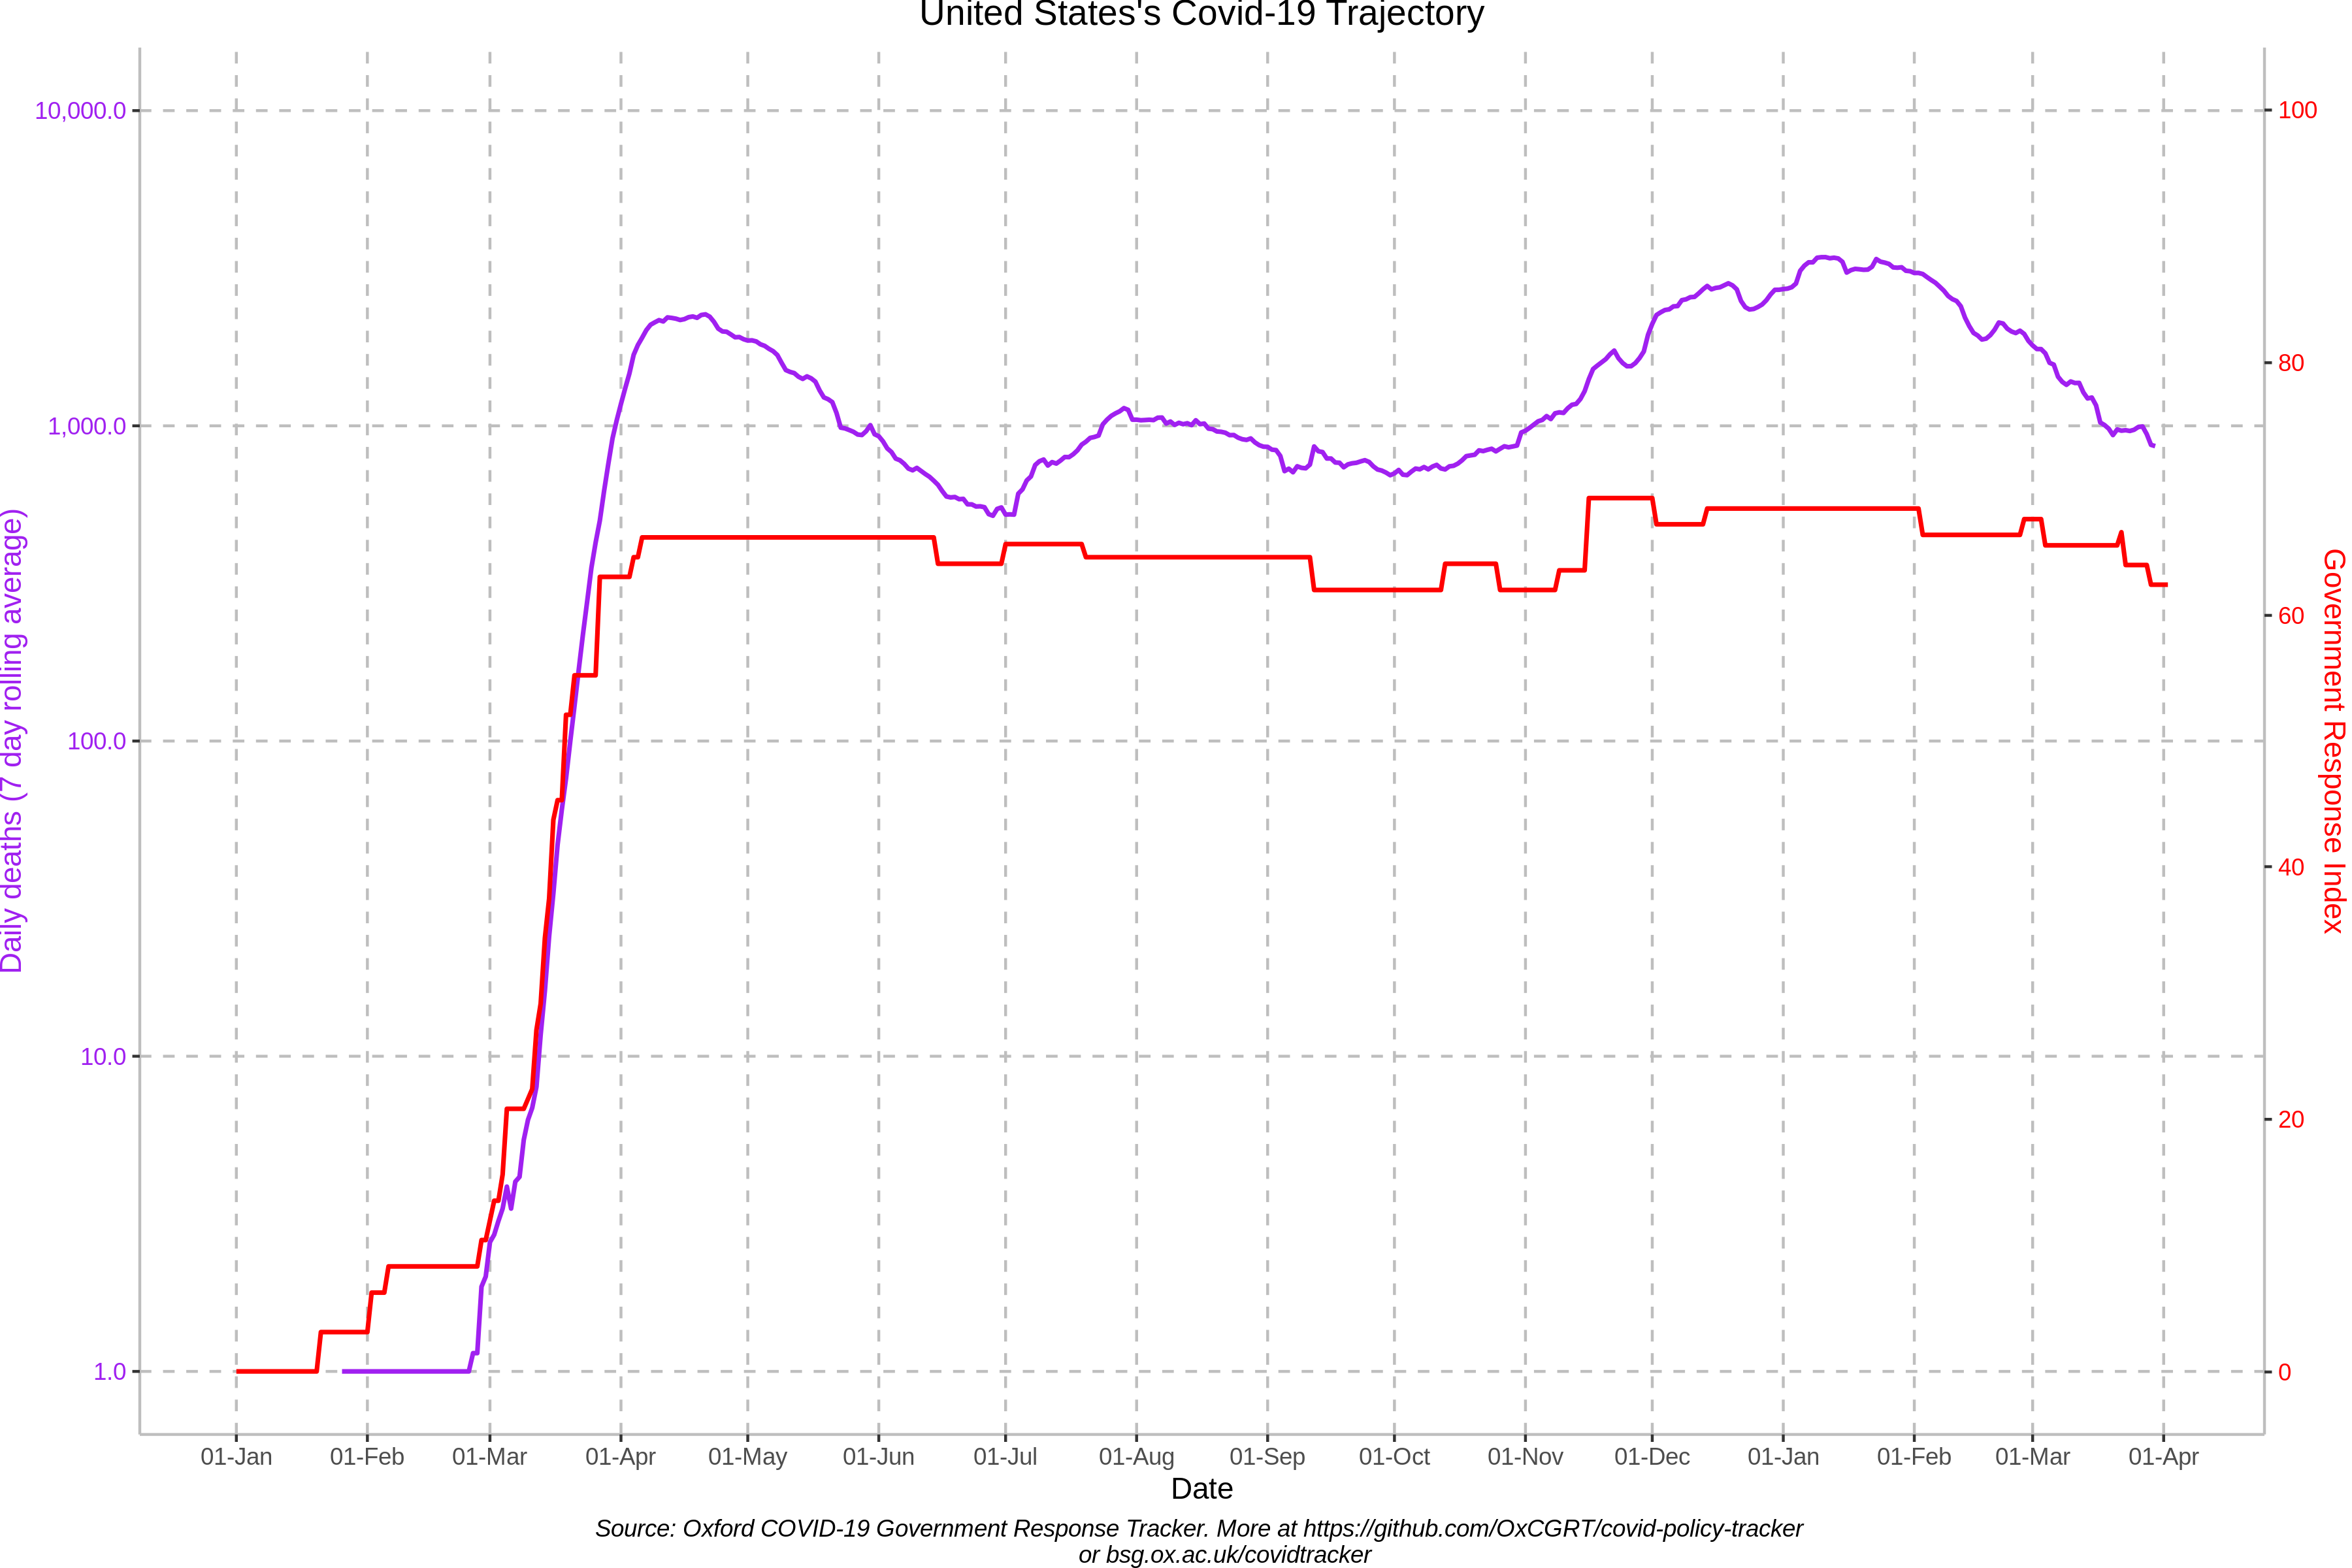 United States's Covid-19 Trajectory
10,000.0
1,000.0
100.0
10.0
1.0
Daily deaths (7 day rolling average)
100
80
60
40
20
0
Government Response Index
01-Jan 01-Feb 01-Mar 01-Apr 01-May 01-Jun 01-Jul 01-Aug 01-Sep 01-Oct 01-Nov 01-Dec 01-Jan 01-Feb 01-Mar 01-Apr
Date
Source: Oxford COVID-19 Government Response Tracker. More at https://github.com/OxCGRT/covid-policy-tracker
or bsg.ox.ac.uk/covidtracker